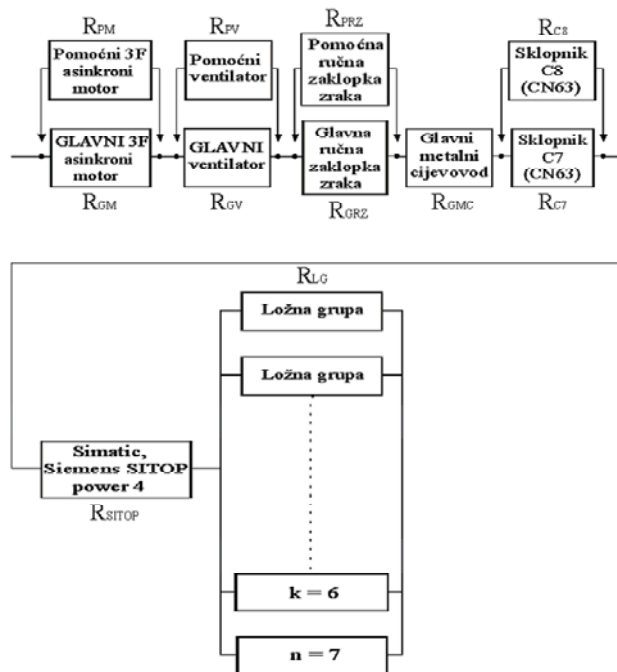 RPM
RPV
RPRZ
RC8
Pomoćni 3F
asinkroni
motor
Pomoćni
ventilator
Pomoćna
ručna
zaklopka
zraka
Sklopnik
C8
(CN63)
GLAVNI 3F
asinkroni
motor
GLAVNI
ventilator
Glavna
ručna
zaklopka
zraka
Glavni
metalni
cijevovod
Sklopnik
C7
(CN63)
RGM
RGV
RGRZ
RGMC
RC7
RLG
Ložna grupa
Ložna grupa
Simatic,
Siemens SITOP
power 4
RSITOP
k = 6
n = 7